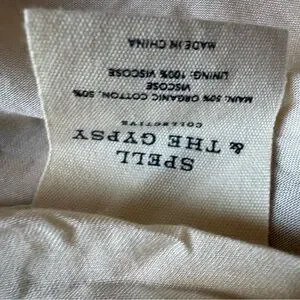 SPELL
& THE GYPSY
COLLECTIVE
MAIN: 50% ORGANIC COTTON, 50%
VISCOSE
LINING: 100% VISCOSE
MADE IN CHINA